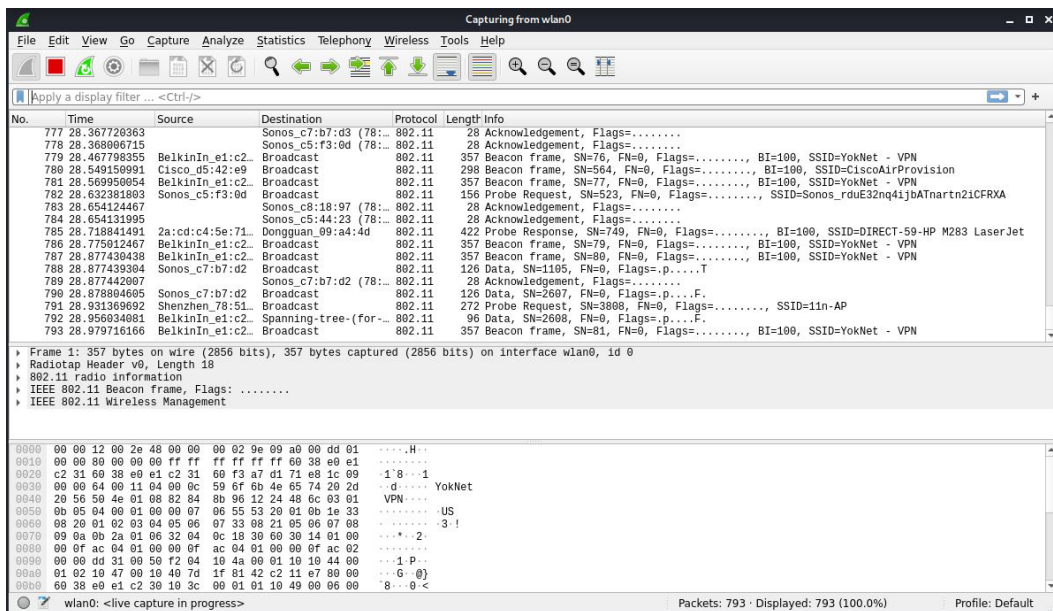 Capturing from wlan0
File Edit View Go Capture Analyze Statistics Telephony Wireless Tools Help
Apply a display filter ... <Ctrl-/>
No. Time Source Destination Protocol Length Info
777 28.367720363 Sonos_c7:b7:d3 (78:… 802.11 28 Acknowledgement, Flags=........
778 28.368006715 Sonos_c5:f3:0d (78:… 802.11 28 Acknowledgement, Flags=........
779 28.467798355 BelkinIn_e1:c2… Broadcast 802.11 357 Beacon frame, SN=76, FN=0, Flags=........, BI=100, SSID=YokNet - VPN
780 28.549150991 Cisco_d5:42:e9 Broadcast 802.11 298 Beacon frame, SN=564, FN=0, Flags=........, BI=100, SSID=CiscoAirProvision
781 28.569950054 BelkinIn_e1:c2… Broadcast 802.11 357 Beacon frame, SN=77, FN=0, Flags=........, BI=100, SSID=YokNet - VPN
782 28.632381803 Sonos_c5:f3:0d Broadcast 802.11 156 Probe Request, SN=523, FN=0, Flags=........, SSID=Sonos_rduE32nq4ijbATnartn2iCFRXA
783 28.654124467 Sonos_c8:18:97 (78:… 802.11 28 Acknowledgement, Flags=........
784 28.654131995 Sonos_c5:44:23 (78:… 802.11 28 Acknowledgement, Flags=........
785 28.718841491 2a:cd:c4:5e:71… Dongguan_09:a4:4d 802.11 422 Probe Response, SN=749, FN=0, Flags=........, BI=100, SSID=DIRECT-59-HP M283 LaserJet
786 28.775012467 BelkinIn_e1:c2… Broadcast 802.11 357 Beacon frame, SN=79, FN=0, Flags=........, BI=100, SSID=YokNet - VPN
787 28.877430438 BelkinIn_e1:c2… Broadcast 802.11 357 Beacon frame, SN=80, FN=0, Flags=........, BI=100, SSID=YokNet - VPN
788 28.877439304 Sonos_c7:b7:d2 Broadcast 802.11 126 Data, SN=1105, FN=0, Flags=.p.....T
789 28.877442007 Sonos_c7:b7:d2 (78:… 802.11 28 Acknowledgement, Flags=........
790 28.878804605 Sonos_c7:b7:d2 Broadcast 802.11 126 Data, SN=2607, FN=0, Flags=.p....F.
791 28.931369692 Shenzhen_78:51… Broadcast 802.11 272 Probe Request, SN=3808, FN=0, Flags=........, SSID=11n-AP
792 28.956034081 BelkinIn_e1:c2… Spanning-tree-(for-… 802.11 96 Data, SN=2608, FN=0, Flags=.p....F.
793 28.979716166 BelkinIn_e1:c2… Broadcast 802.11 357 Beacon frame, SN=81, FN=0, Flags=........, BI=100, SSID=YokNet - VPN
Frame 1: 357 bytes on wire (2856 bits), 357 bytes captured (2856 bits) on interface wlan0, id 0
Radiotap Header v0, Length 18
802.11 radio information
IEEE 802.11 Beacon frame, Flags: ........
IEEE 802.11 Wireless Management
0000 00 00 12 00 2e 48 00 00 00 02 9e 09 a0 00 dd 01 ·····.H··
0010 00 00 80 00 00 00 ff ff ff ff ff ff 60 38 e0 e1 ········
0020 c2 31 60 38 e0 e1 c2 31 60 f3 a7 d1 71 e8 1c 09 ·1`8···1
0030 00 00 64 00 11 04 00 0c 59 6f 6b 4e 65 74 20 2d ··d····· YokNet
0040 20 56 50 4e 01 08 82 84 8b 96 12 24 48 6c 03 01 VPN····
0050 0b 05 04 00 01 00 00 07 06 55 53 20 01 0b 1e 33 ········ ·US
0060 08 20 01 02 03 04 05 06 07 33 08 21 05 06 07 08 · ······ ·3·!
0070 09 0a 0b 2a 01 06 32 04 0c 18 30 60 30 14 01 00 ···*··2·
0080 00 0f ac 04 01 00 00 0f ac 04 01 00 00 0f ac 02 ········
0090 00 00 dd 31 00 50 f2 04 10 4a 00 01 10 10 44 00 ···1·P··
00a0 01 02 10 47 00 10 40 7d 1f 81 42 c2 11 e7 80 00 ···G··@}
00b0 60 38 e0 e1 c2 30 10 3c 00 01 01 10 49 00 06 00 `8···0·<
wlan0: <live capture in progress> Packets: 793 · Displayed: 793 (100.0%) Profile: Default